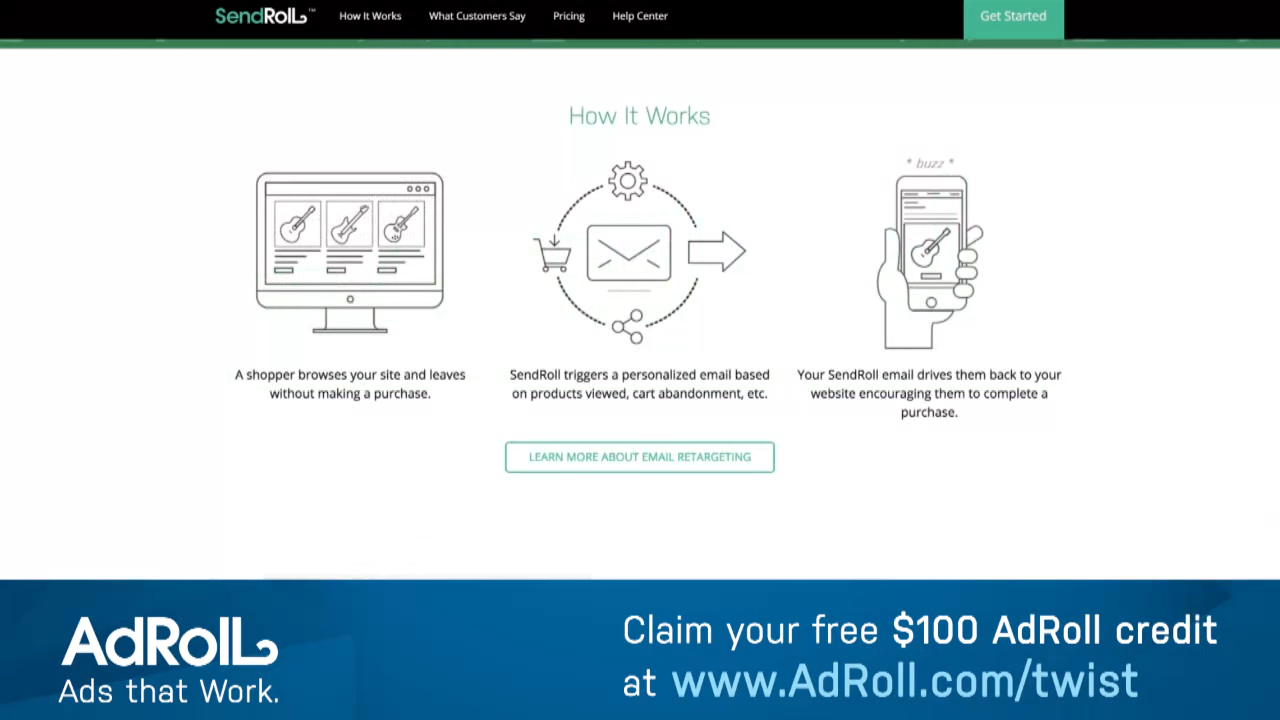 SendRoll™ How It Works What Customers Say Pricing Help Center Get Started
How It Works
* buzz *
A shopper browses your site and leaves
without making a purchase.
SendRoll triggers a personalized email based
on products viewed, cart abandonment, etc.
Your SendRoll email drives them back to your
website encouraging them to complete a
purchase.
LEARN MORE ABOUT EMAIL RETARGETING
AdRoll
Ads that Work.
Claim your free $100 AdRoll credit
at www.AdRoll.com/twist